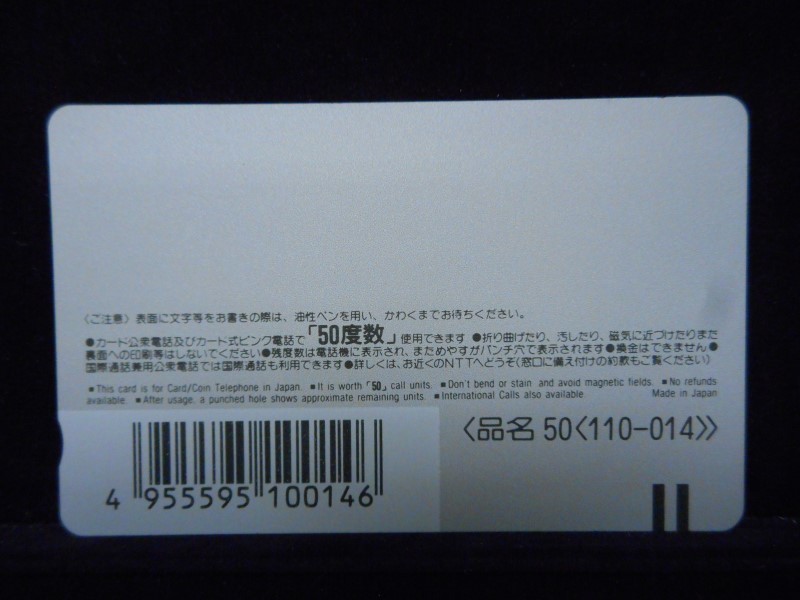 〈ご注意〉表面に文字等をお書きの際は、油性ペンを用い、かわくまでお待ちください。
●カード公衆電話及びカード式ピンク電話で「50度数」使用できます ●折り曲げたり、汚したり、磁気に近づけたりまた
裏面への印刷等はしないでください●残度数は電話機に表示され、まためやすがパンチ穴で表示されます●換金はできません●
国際通話兼用公衆電話では国際通話も利用できます●詳しくは、お近くのNTTへどうぞ(窓口に備え付けの約款もご覧ください)
■This card is for Card/Coin Telephone in Japan. ■It is worth「50」call units. ■Don't bend or stain and avoid magnetic fields. ■No refunds
available. ■After usage, a punched hole shows approximate remaining units. ■International Calls also available. Made in Japan
〈品名 50〈110-014〉〉
4 955595 100146